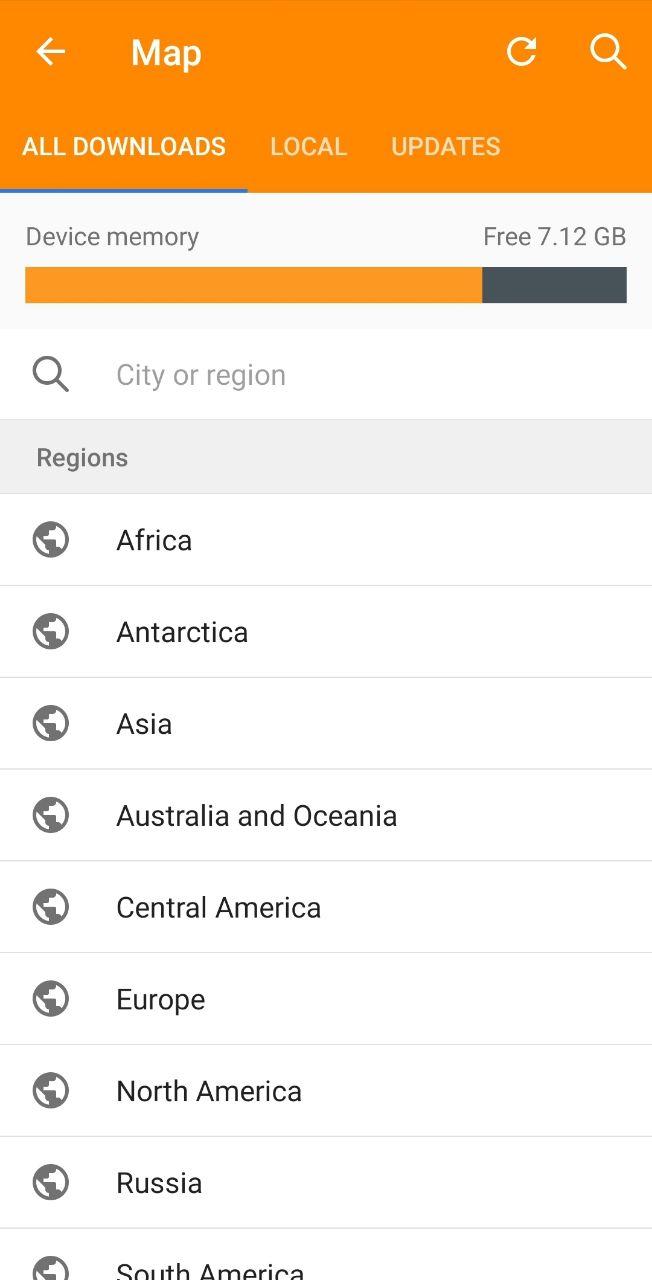 Map
ALL DOWNLOADS LOCAL UPDATES
Device memory Free 7.12 GB
City or region
Regions
Africa
Antarctica
Asia
Australia and Oceania
Central America
Europe
North America
Russia
South America